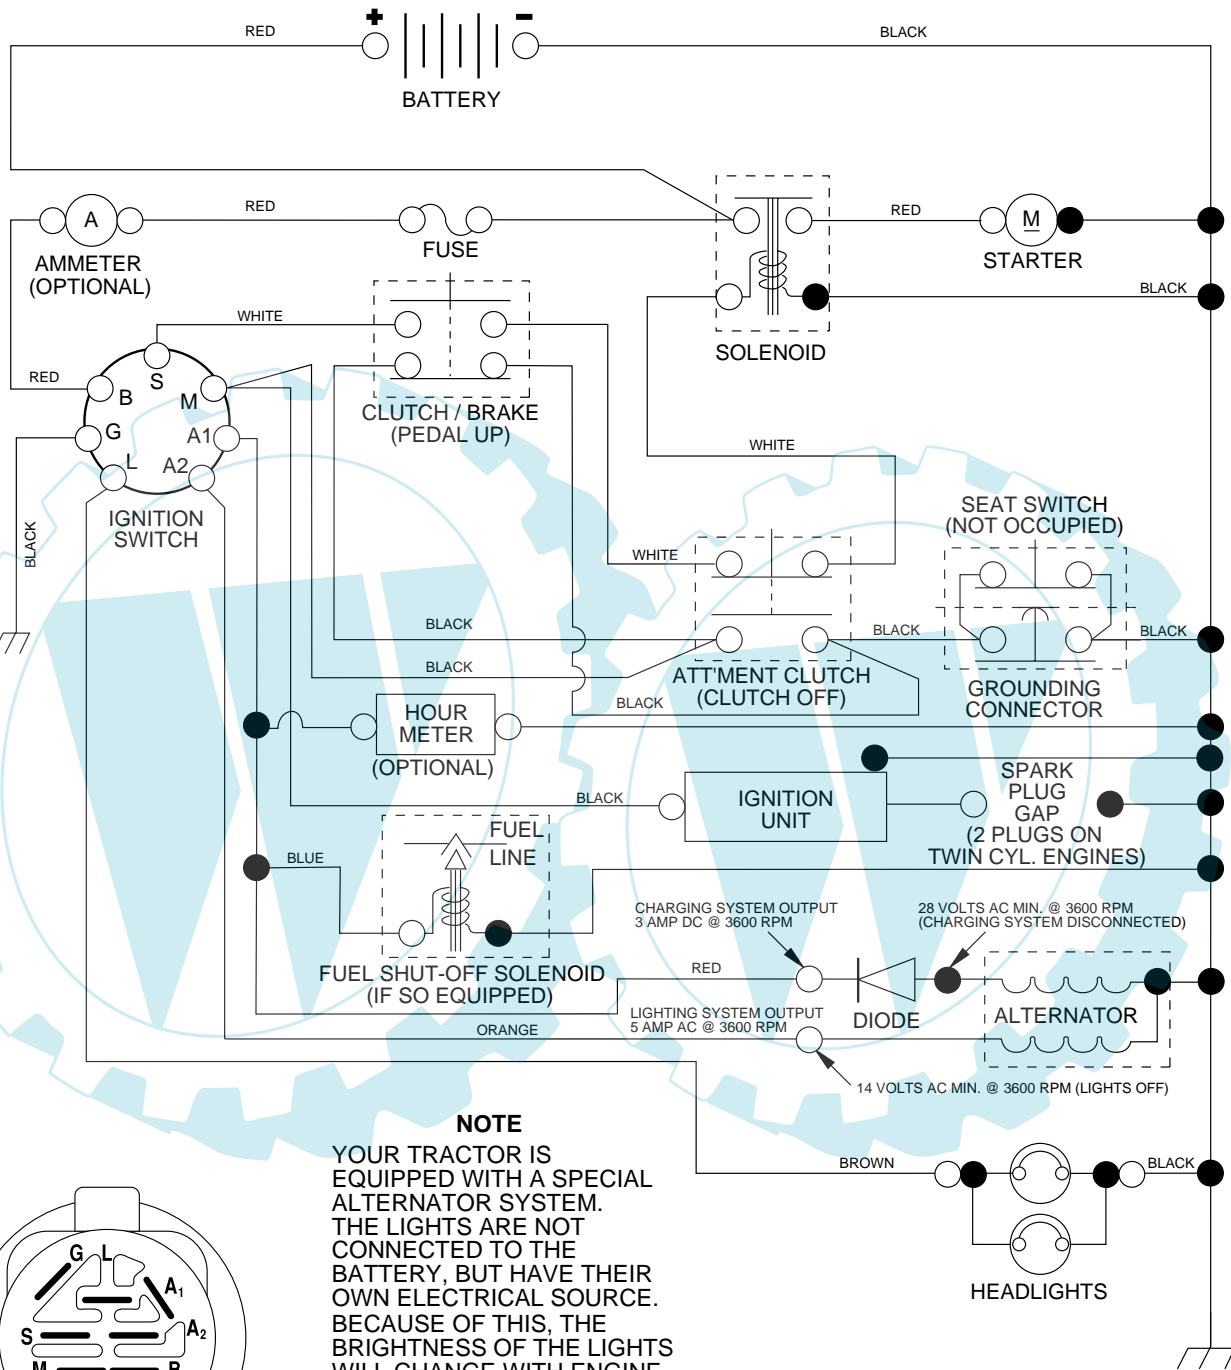 +
-
RED
BLACK
BATTERY
A
RED
FUSE
RED
M
STARTER
AMMETER
(OPTIONAL)
BLACK
SOLENOID
WHITE
RED
S
B
M
G
A1
L
A2
CLUTCH / BRAKE
(PEDAL UP)
WHITE
IGNITION
SWITCH
BLACK
SEAT SWITCH
(NOT OCCUPIED)
WHITE
BLACK
BLACK
BLACK
BLACK
ATT'MENT CLUTCH
(CLUTCH OFF)
GROUNDING
CONNECTOR
BLACK
HOUR
METER
(OPTIONAL)
BLACK
IGNITION
UNIT
SPARK
PLUG
GAP
(2 PLUGS ON
TWIN CYL. ENGINES)
FUEL
LINE
BLUE
FUEL SHUT-OFF SOLENOID
(IF SO EQUIPPED)
CHARGING SYSTEM OUTPUT
3 AMP DC @ 3600 RPM
28 VOLTS AC MIN. @ 3600 RPM
(CHARGING SYSTEM DISCONNECTED)
RED
LIGHTING SYSTEM OUTPUT
5 AMP AC @ 3600 RPM
DIODE
ALTERNATOR
ORANGE
14 VOLTS AC MIN. @ 3600 RPM (LIGHTS OFF)
NOTE
YOUR TRACTOR IS
EQUIPPED WITH A SPECIAL
ALTERNATOR SYSTEM.
THE LIGHTS ARE NOT
CONNECTED TO THE
BATTERY, BUT HAVE THEIR
OWN ELECTRICAL SOURCE.
BECAUSE OF THIS, THE
BRIGHTNESS OF THE LIGHTS
WILL CHANGE WITH ENGINE
BROWN
BLACK
HEADLIGHTS
G L
A1
A2
S
M
B